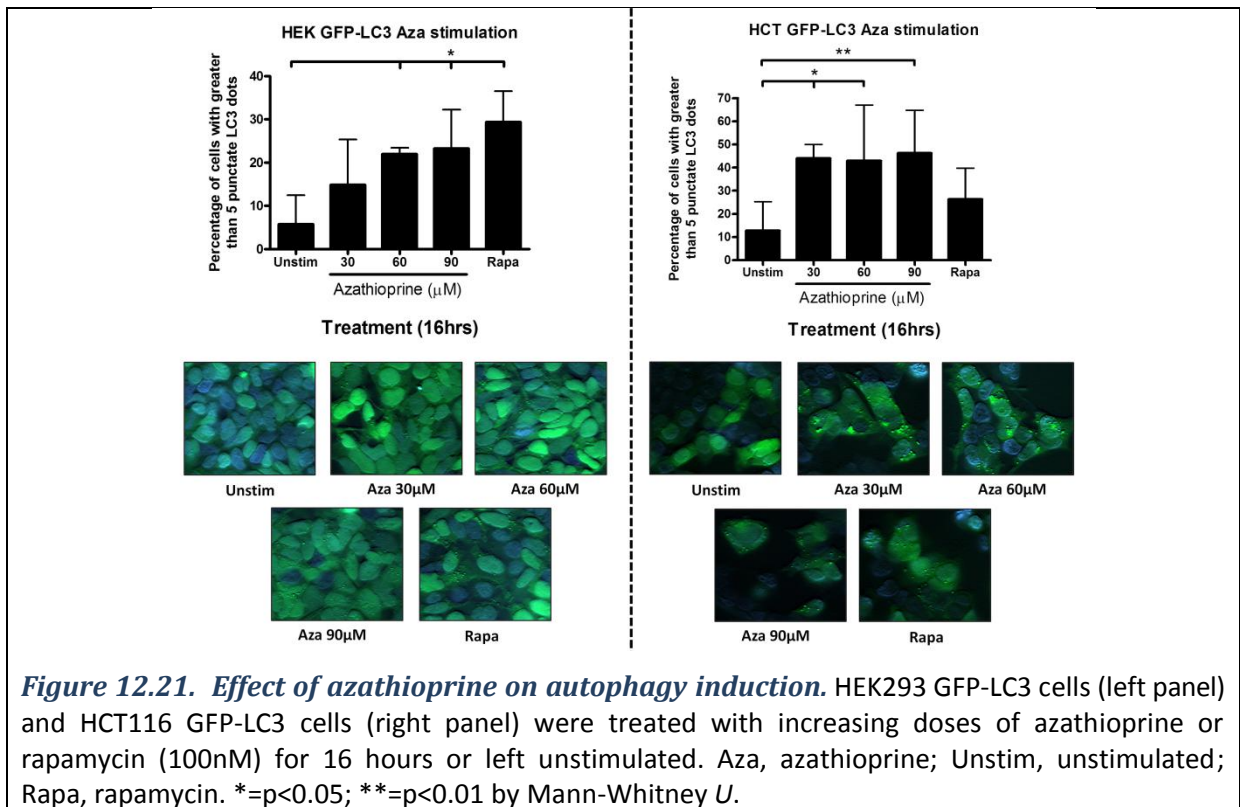 HEK GFP-LC3 Aza stimulation
*
Percentage of cells with greater
than 5 punctate LC3 dots
40
30
20
10
0
Unstim 30 60 90 Rapa
Azathioprine (μM)
Treatment (16hrs)
Unstim Aza 30μM Aza 60μM
Aza 90μM Rapa
HCT GFP-LC3 Aza stimulation
**
*
Percentage of cells with greater
than 5 punctate LC3 dots
70
60
50
40
30
20
10
0
Unstim 30 60 90 Rapa
Azathioprine (μM)
Treatment (16hrs)
Unstim Aza 30μM Aza 60μM
Aza 90μM Rapa
Figure 12.21. Effect of azathioprine on autophagy induction. HEK293 GFP-LC3 cells (left panel)
and HCT116 GFP-LC3 cells (right panel) were treated with increasing doses of azathioprine or
rapamycin (100nM) for 16 hours or left unstimulated. Aza, azathioprine; Unstim, unstimulated;
Rapa, rapamycin. *=p<0.05; **=p<0.01 by Mann-Whitney U.